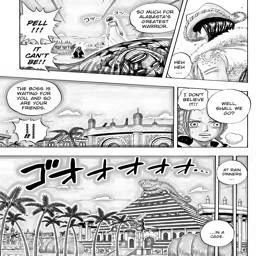 SO MUCH FOR
ALABASTA'S
GREATEST
WARRIOR.
PELL
!!!
IT
CAN'T
BE!!
HEH
HEH
I DON'T
BELIEVE
IT!!
WELL,
SHALL WE
GO?
THE BOSS IS
WAITING FOR
YOU, AND SO ARE
YOUR FRIENDS.
ゴオオオオオ...
AT RAIN
DINNERS
...IN A
CAGE.